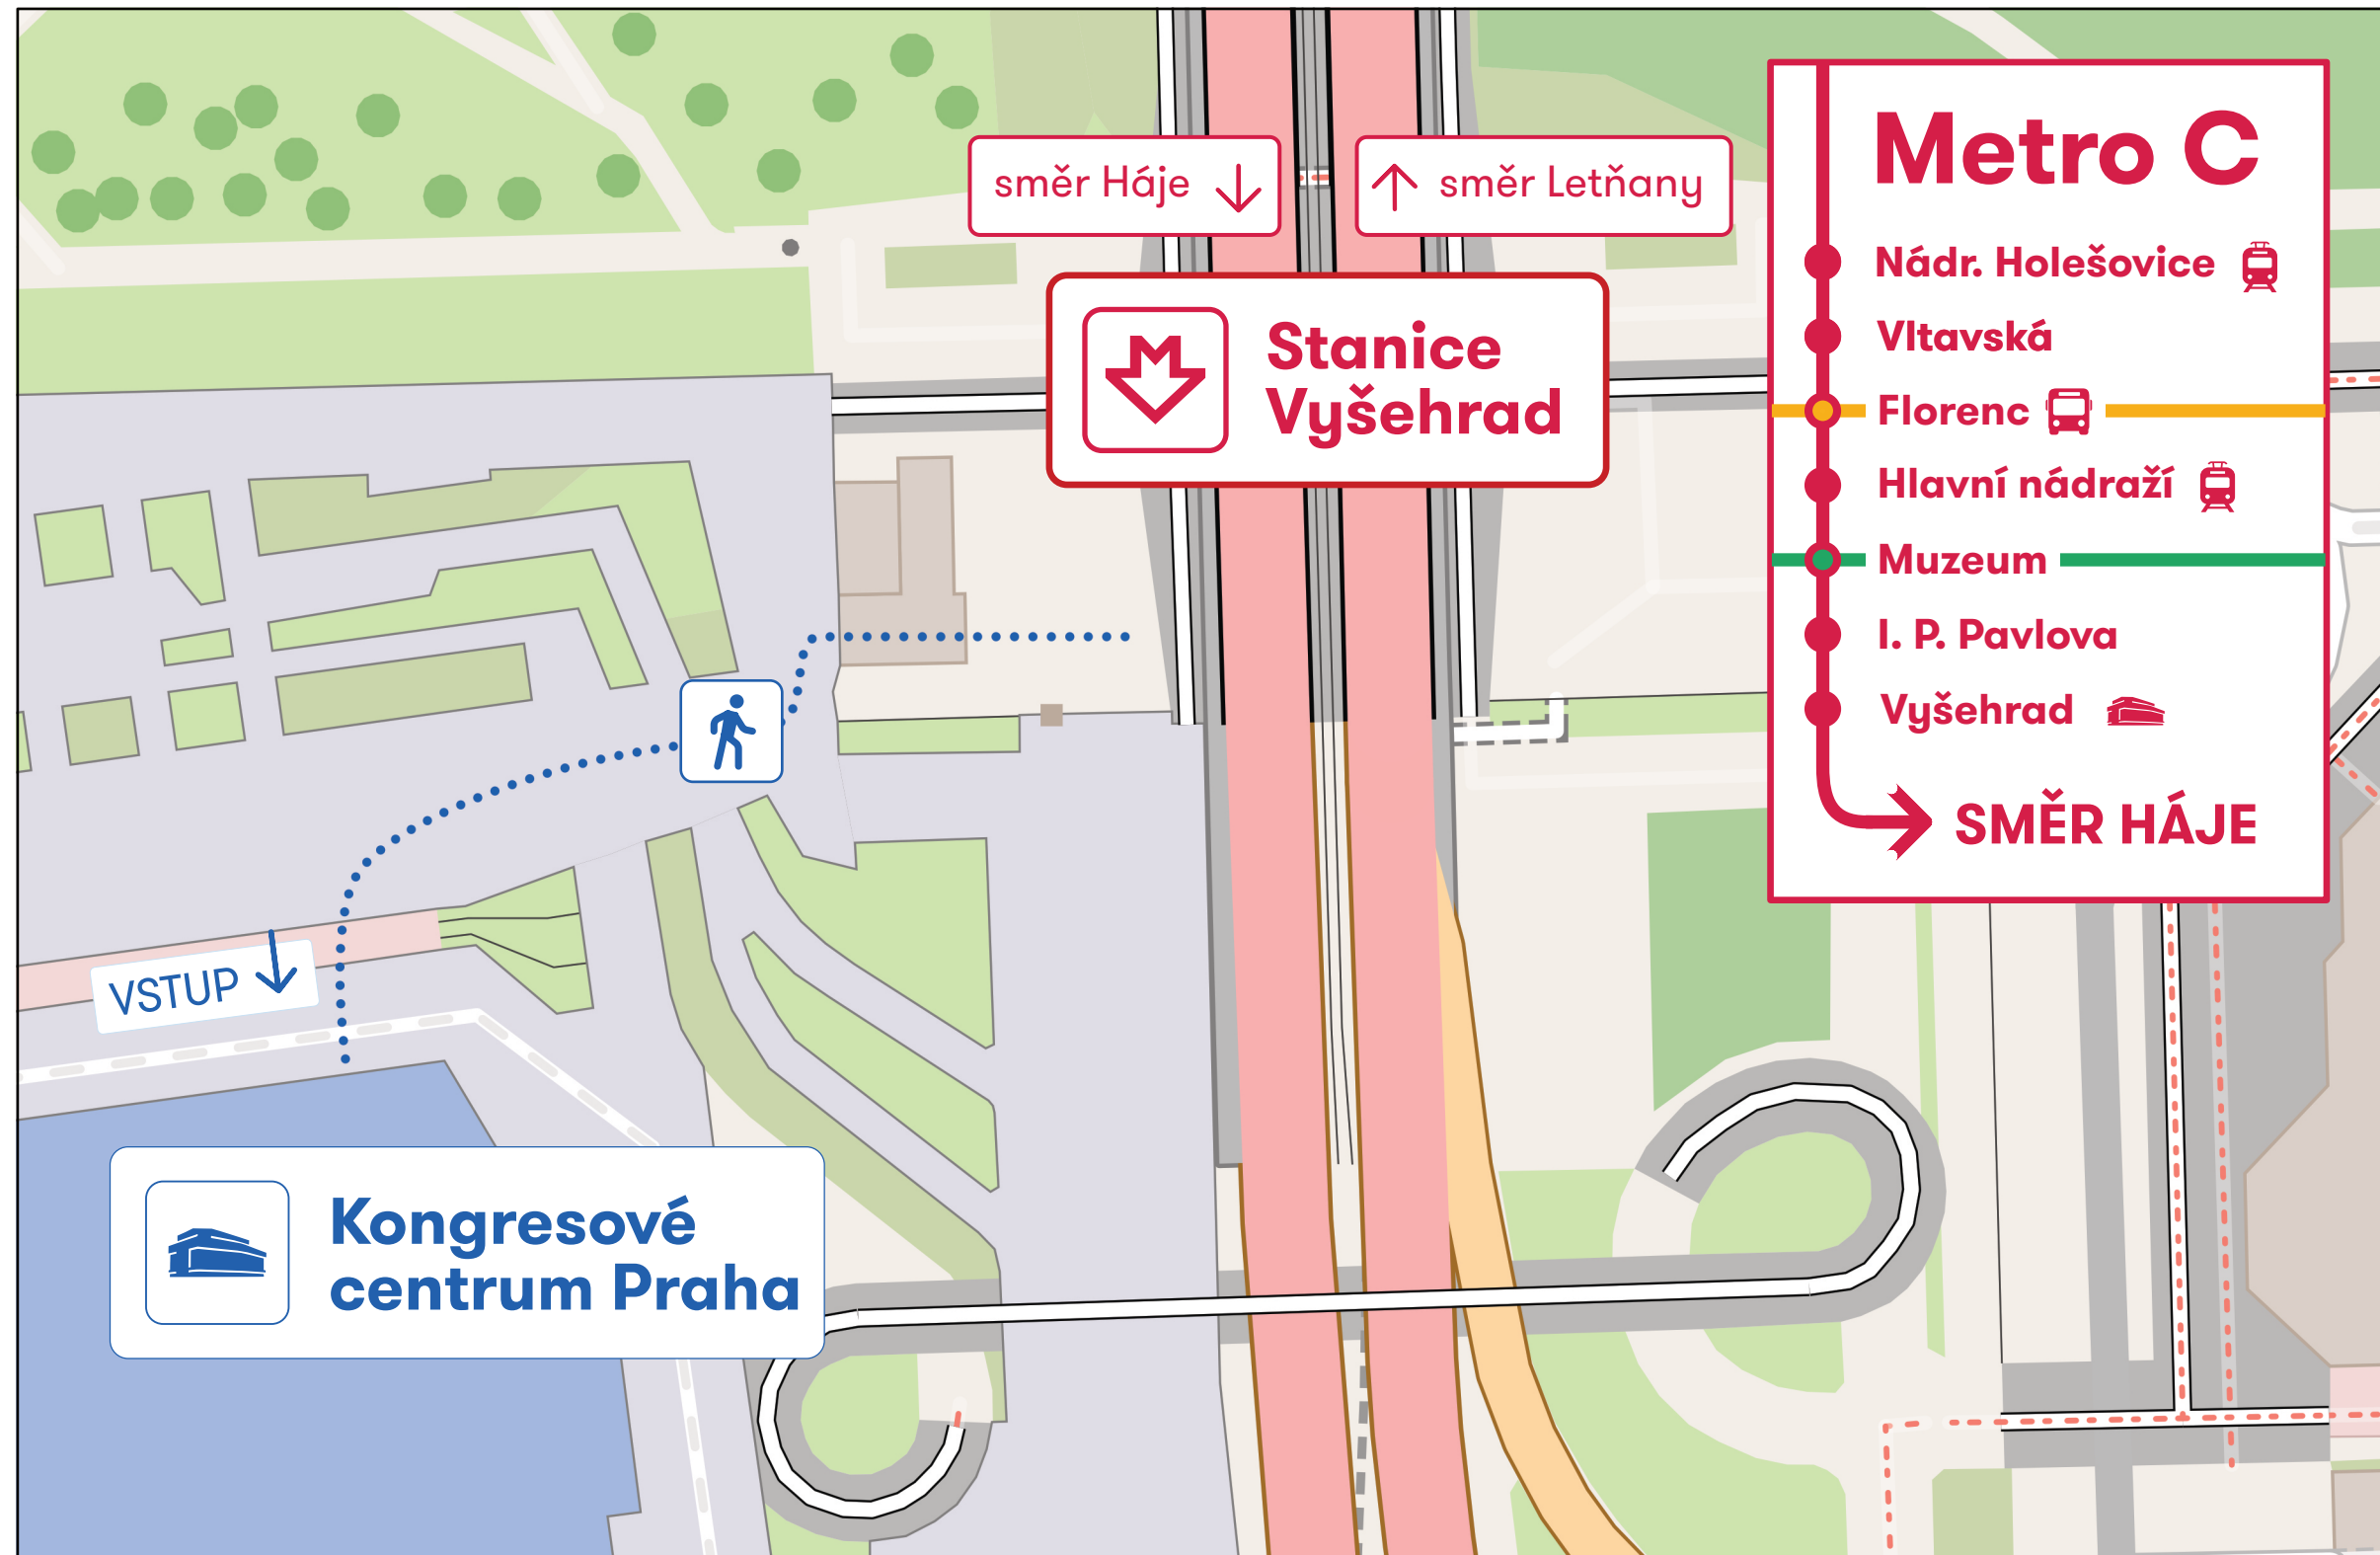 směr Háje
směr Letňany
Stanice
Vyšehrad
Metro C
Nádr. Holešovice
Vltavská
Florenc
Hlavní nádraží
Muzeum
I. P. Pavlova
Vyšehrad
SMĚR HÁJE
VSTUP
Kongresové
centrum Praha